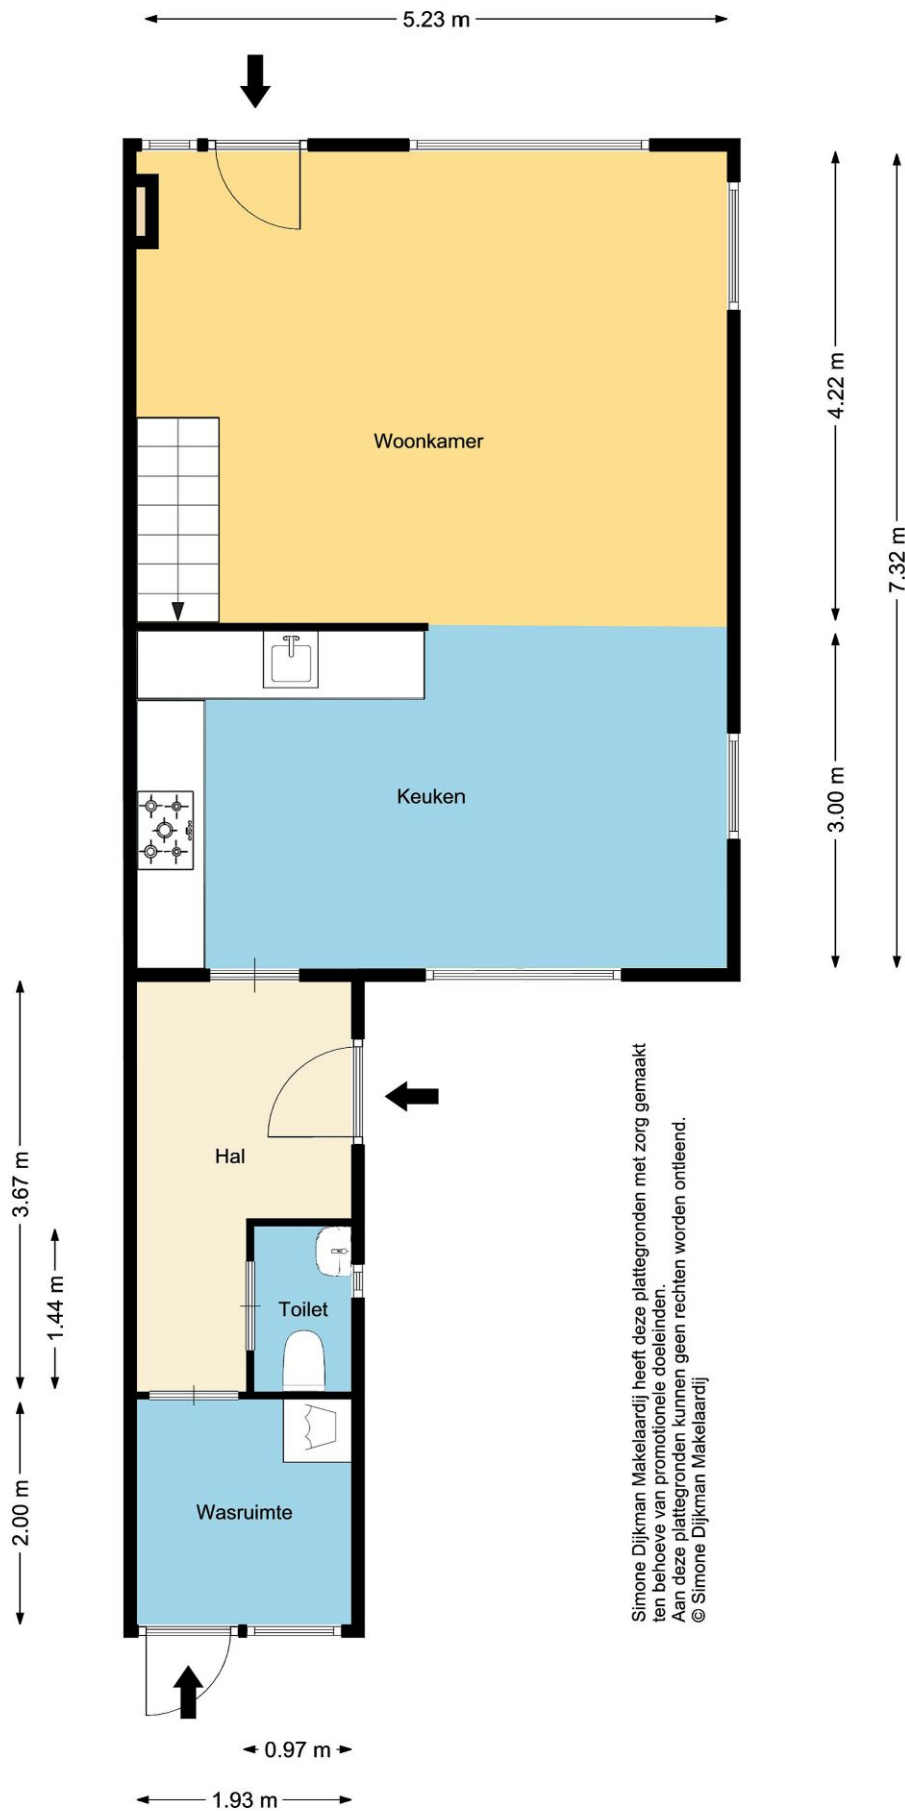 5.23 m
Woonkamer
4.22 m
7.32 m
Keuken
3.00 m
Hal
3.67 m
1.44 m
Toilet
Wasruimte
2.00 m
Simone Dijkman Makelaardij heeft deze plattegronden met zorg gemaakt
ten behoeve van promotionele doeleinden.
Aan deze plattegronden kunnen geen rechten worden ontleend.
© Simone Dijkman Makelaardij
0.97 m
1.93 m